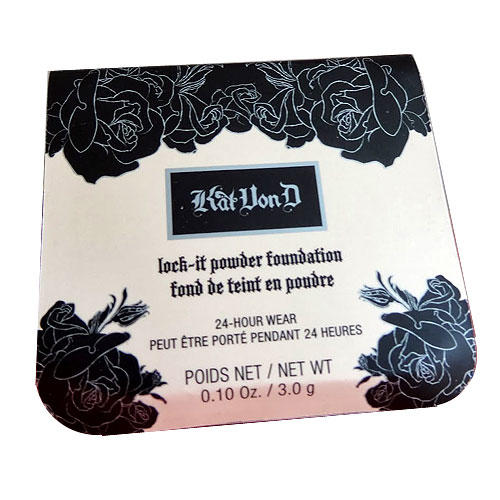 Kat Von D
lock-it powder foundation
fond de teint en poudre
24-HOUR WEAR
PEUT ÊTRE PORTÉ PENDANT 24 HEURES
POIDS NET / NET WT
0.10 Oz. / 3.0 g